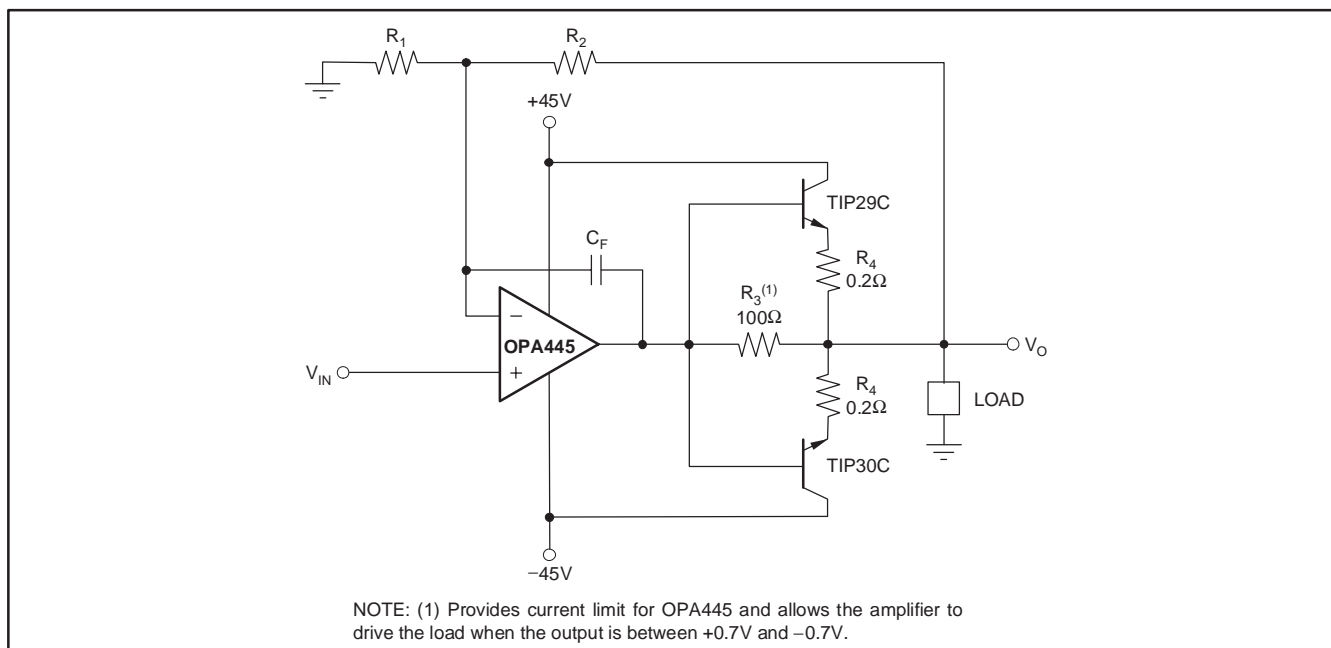 R1 R2
+45V
TIP29C
CF
R4
0.2Ω
R3(1)
100Ω
−
OPA445
VO
VIN
+
R4
0.2Ω
LOAD
TIP30C
−45V
NOTE: (1) Provides current limit for OPA445 and allows the amplifier to
drive the load when the output is between +0.7V and −0.7V.